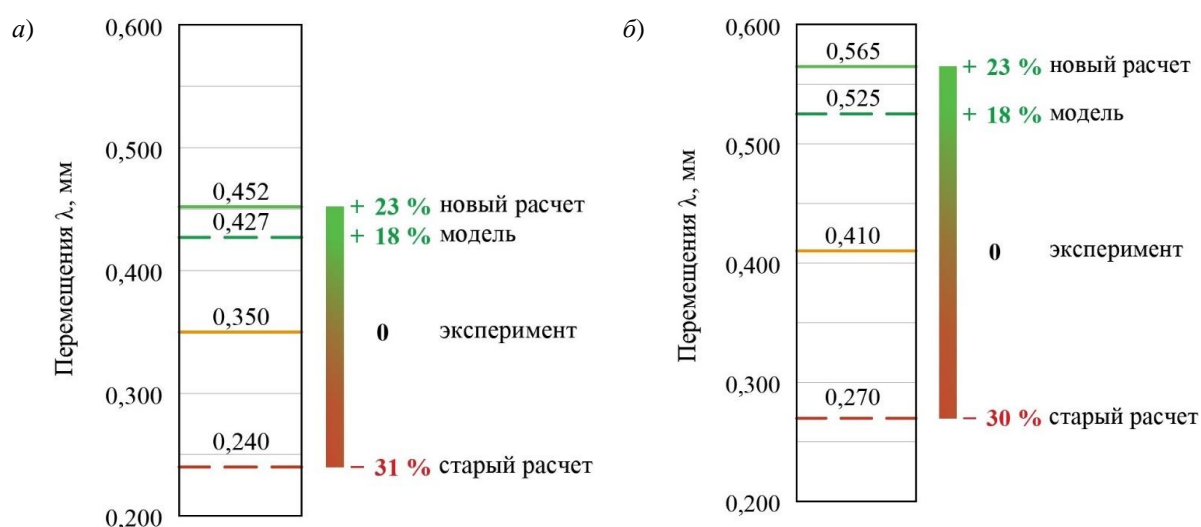 а)
Перемещения λ, мм
0,600
0,500
0,400
0,300
0,200
0,452
0,427
0,350
0,240
+ 23 % новый расчет
+ 18 % модель
0 эксперимент
− 31 % старый расчет
б)
Перемещения λ, мм
0,600
0,500
0,400
0,300
0,200
0,565
0,525
0,410
0,270
+ 23 % новый расчет
+ 18 % модель
0 эксперимент
− 30 % старый расчет